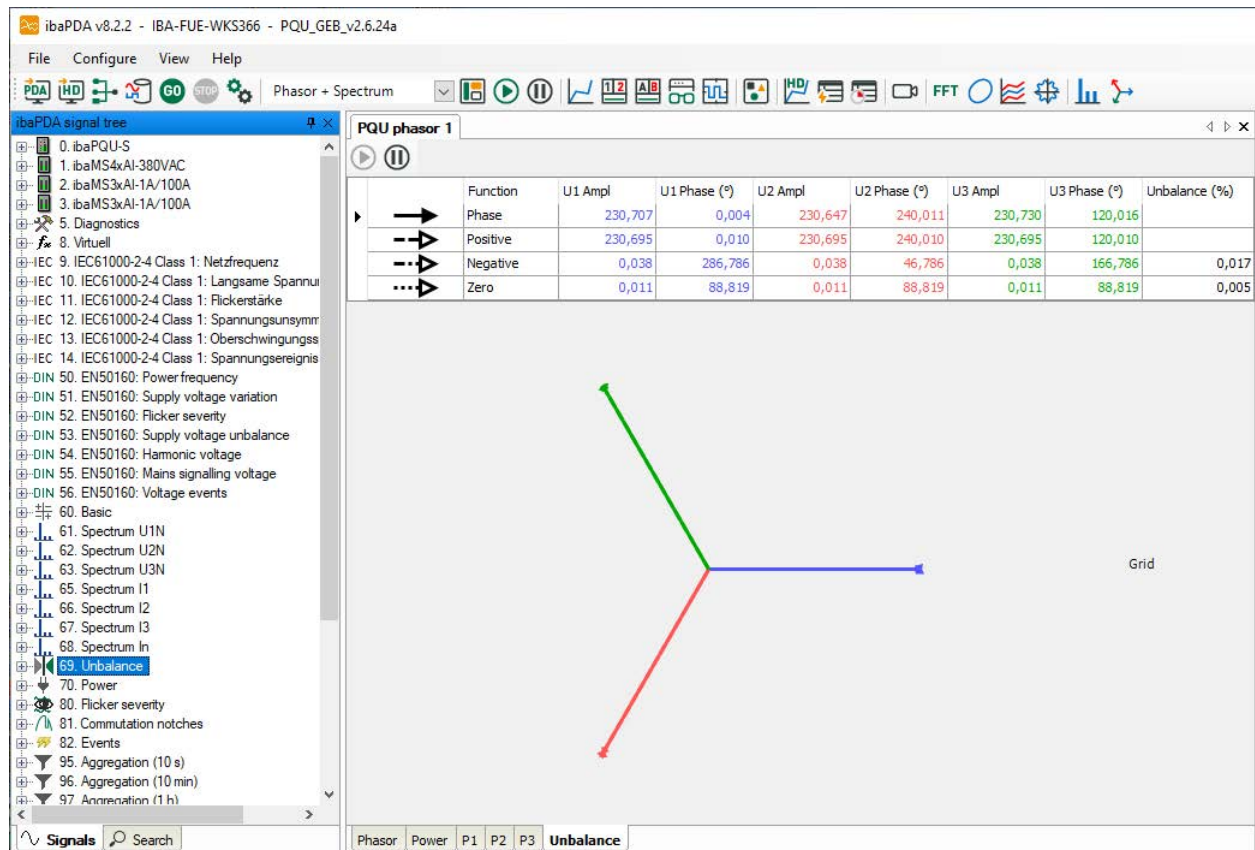 ibaPDA v8.2.2 - IBA-FUE-WKS366 - PQU_GEB_v2.6.24a
File Configure View Help
PDA HD GO STOP Phasor + Spectrum 12 AB HD FFT
ibaPDA signal tree
0. ibaPQU-S
1. ibaMS4xAI-380VAC
2. ibaMS3xAI-1A/100A
3. ibaMS3xAI-1A/100A
5. Diagnostics
fx 8. Virtuell
IEC 9. IEC61000-2-4 Class 1: Netzfrequenz
IEC 10. IEC61000-2-4 Class 1: Langsame Spannu
IEC 11. IEC61000-2-4 Class 1: Flickerstärke
IEC 12. IEC61000-2-4 Class 1: Spannungsunsymm
IEC 13. IEC61000-2-4 Class 1: Oberschwingungss
IEC 14. IEC61000-2-4 Class 1: Spannungsereignis
DIN 50. EN50160: Power frequency
DIN 51. EN50160: Supply voltage variation
DIN 52. EN50160: Flicker severity
DIN 53. EN50160: Supply voltage unbalance
DIN 54. EN50160: Harmonic voltage
DIN 55. EN50160: Mains signalling voltage
DIN 56. EN50160: Voltage events
60. Basic
61. Spectrum U1N
62. Spectrum U2N
63. Spectrum U3N
65. Spectrum I1
66. Spectrum I2
67. Spectrum I3
68. Spectrum In
69. Unbalance
70. Power
80. Flicker severity
81. Commutation notches
82. Events
95. Aggregation (10 s)
96. Aggregation (10 min)
97. Aggregation (1 h)
Signals Search
PQU phasor 1
Function U1 Ampl U1 Phase (°) U2 Ampl U2 Phase (°) U3 Ampl U3 Phase (°) Unbalance (%)
Phase 230,707 0,004 230,647 240,011 230,730 120,016
Positive 230,695 0,010 230,695 240,010 230,695 120,010
Negative 0,038 286,786 0,038 46,786 0,038 166,786 0,017
Zero 0,011 88,819 0,011 88,819 0,011 88,819 0,005
Grid
Phasor Power P1 P2 P3 Unbalance